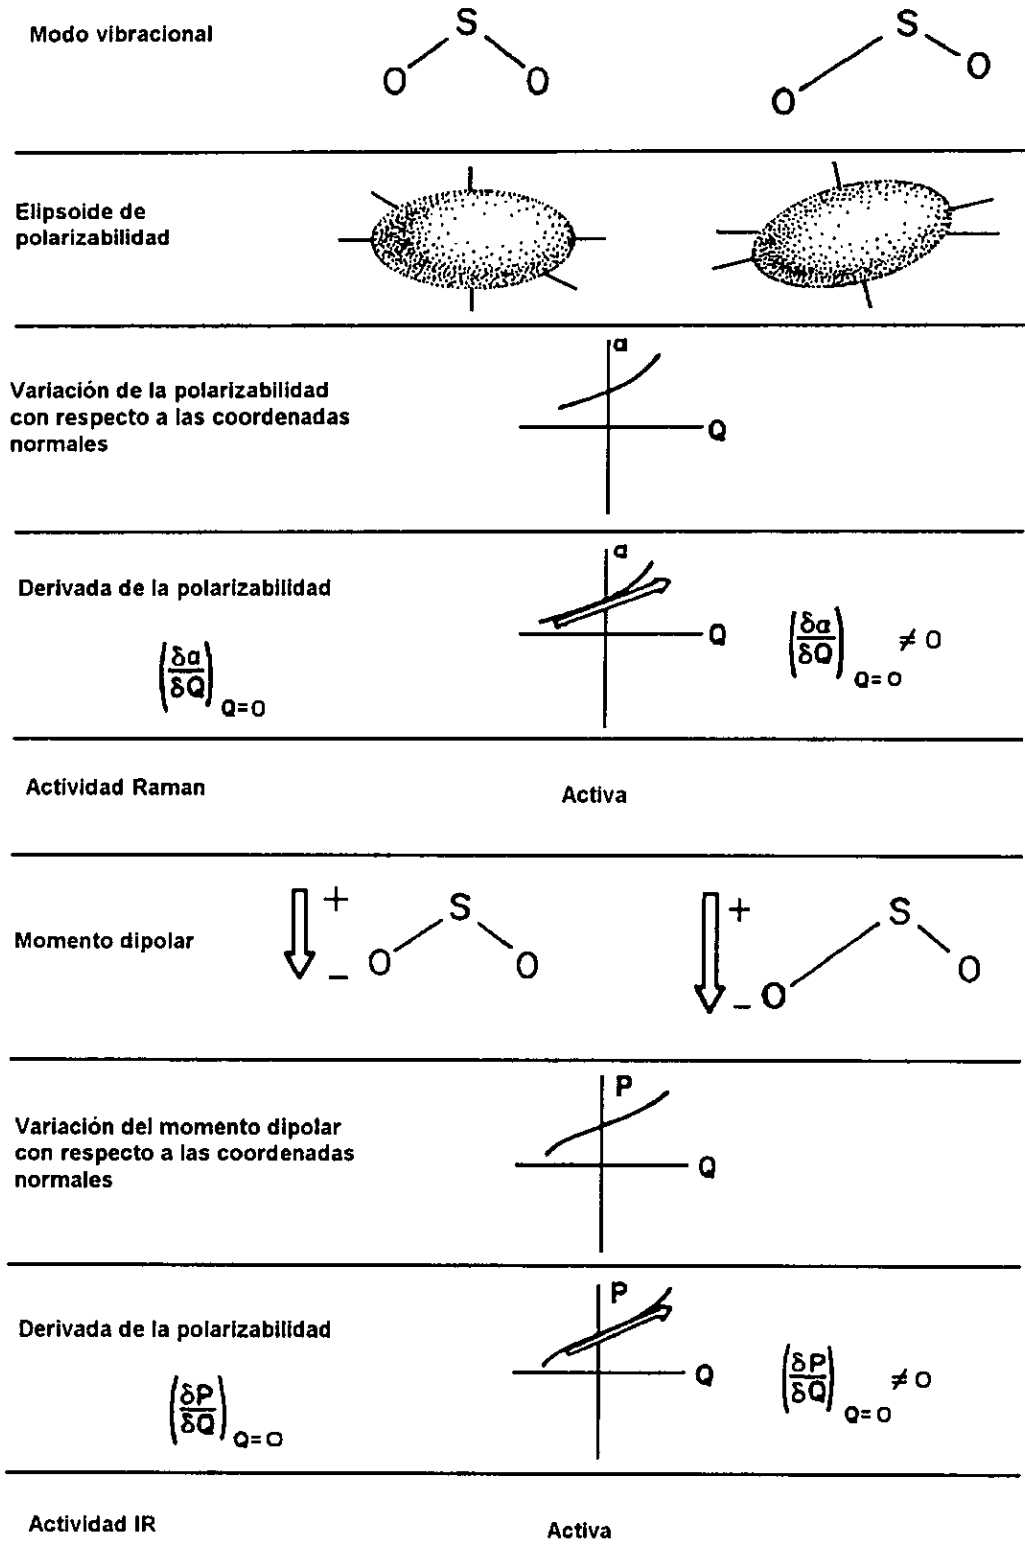 Modo vibracional
S
O O
S
O O
Elipsoide de
polarizabilidad
α
Variación de la polarizabilidad
con respecto a las coordenadas
normales
Q
α
Derivada de la polarizabilidad
Q
(δα/δQ) Q=0
(δα/δQ) Q=0 ≠ 0
Actividad Raman
Activa
Momento dipolar
+
−
S
O O
+
−
S
O O
P
Variación del momento dipolar
con respecto a las coordenadas
normales
Q
P
Derivada de la polarizabilidad
Q
(δP/δQ) Q=0
(δP/δQ) Q=0 ≠ 0
Actividad IR
Activa